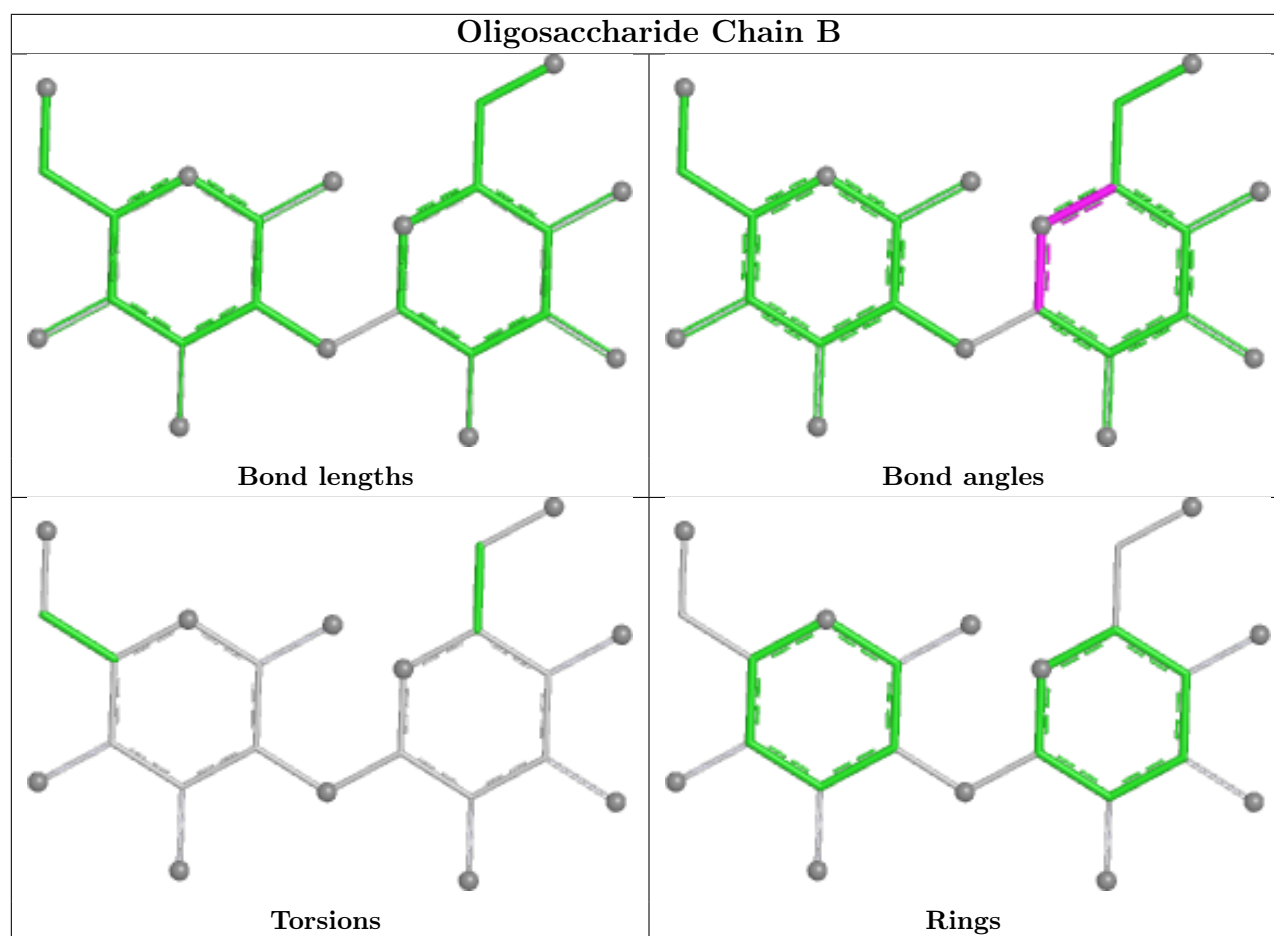 Oligosaccharide Chain B
Bond lengths
Bond angles
Torsions
Rings